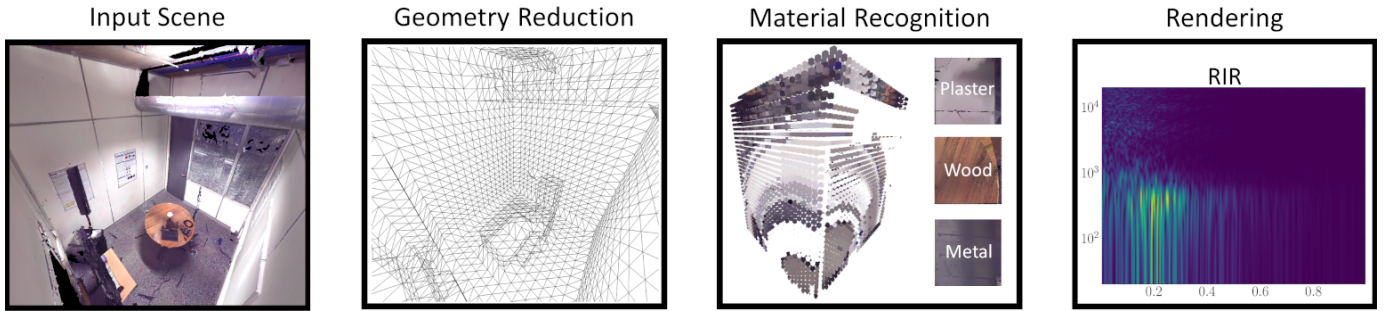 Input Scene
Geometry Reduction
Material Recognition
Rendering
Plaster
Wood
Metal
RIR
10⁴
10³
10²
0.2 0.4 0.6 0.8